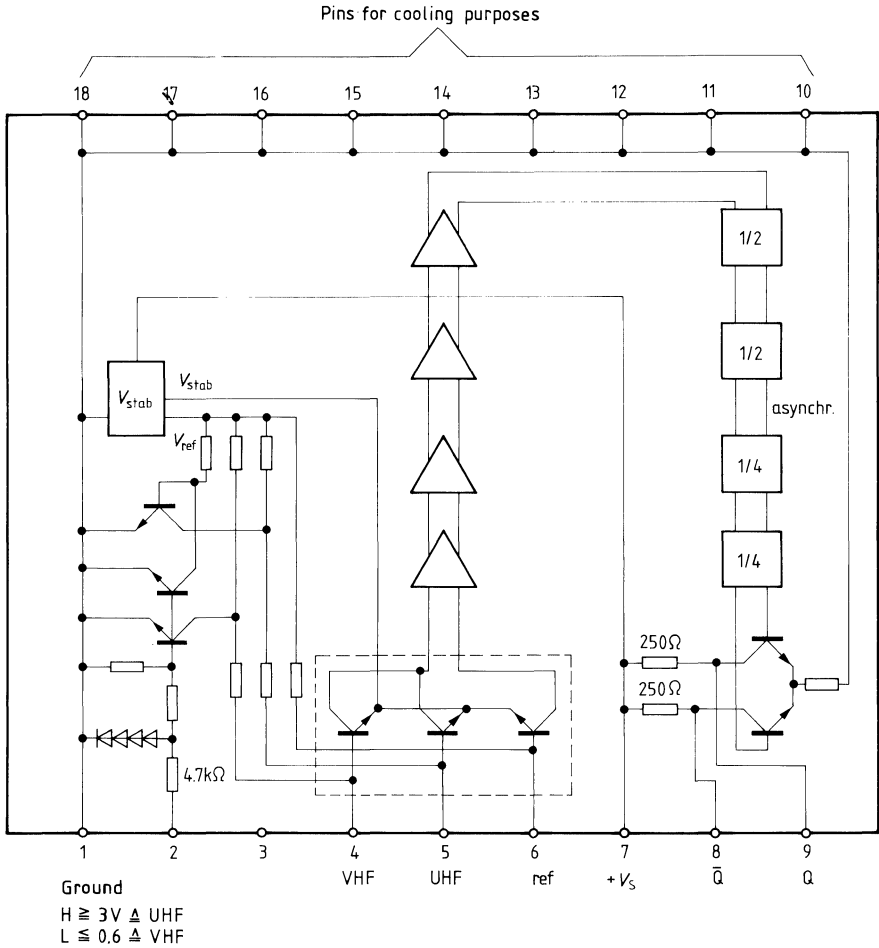 Pins for cooling purposes
18 17 16 15 14 13 12 11 10
1/2
1/2
V_stab
V_stab
asynchr.
V_ref
1/4
1/4
250Ω
250Ω
4.7kΩ
1 2 3 4 5 6 7 8 9
VHF UHF ref +V_S Q̅ Q
Ground
H ≧ 3V ≙ UHF
L ≦ 0,6 ≙ VHF